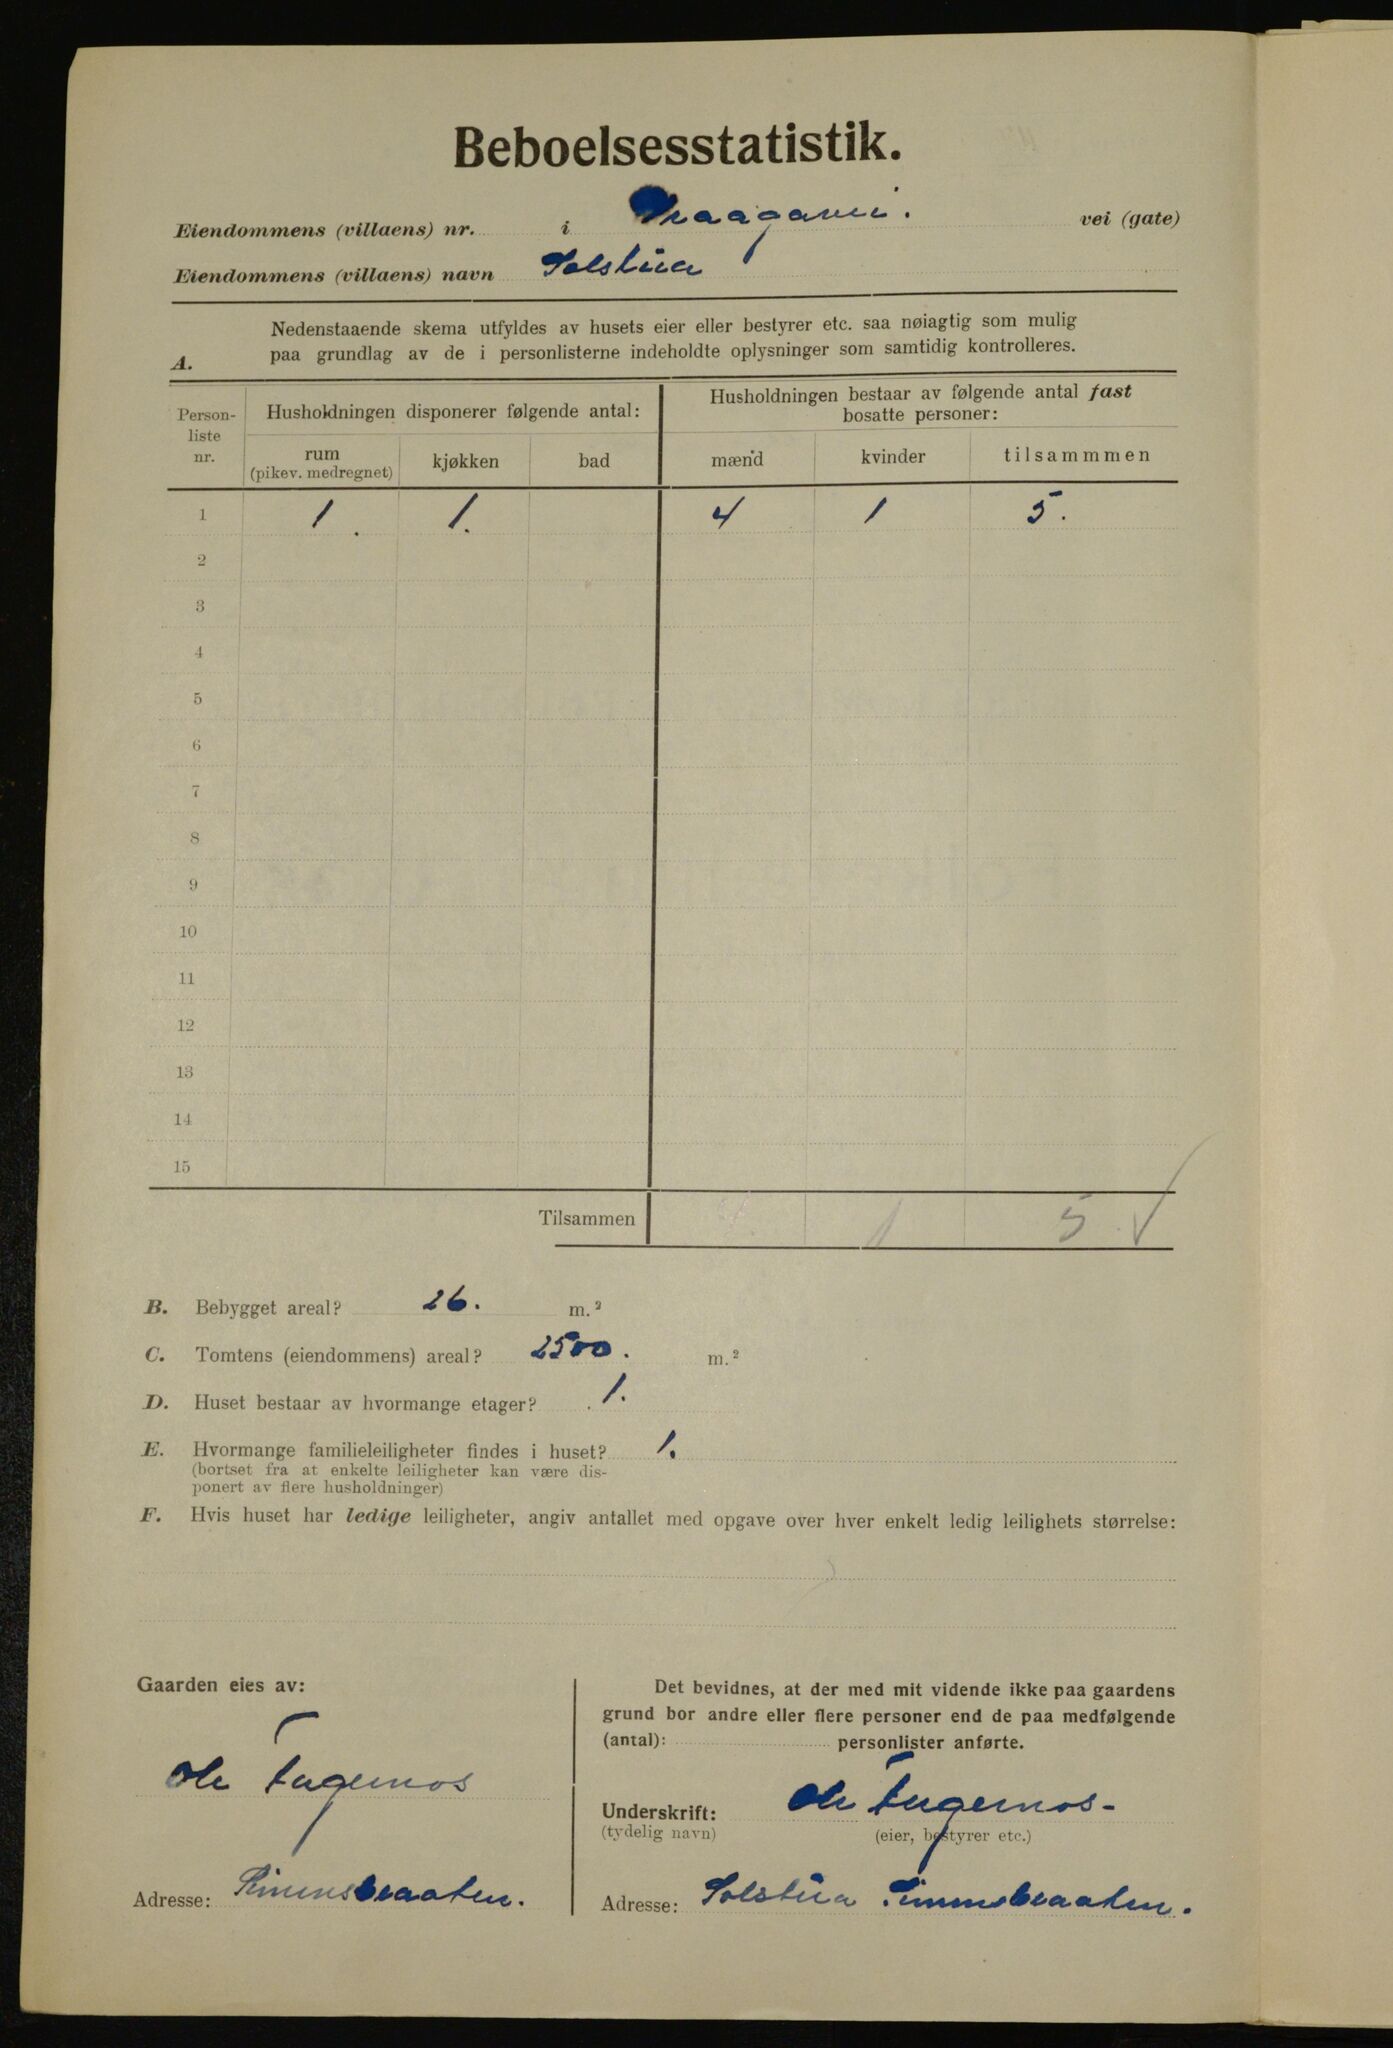 Beboelsesstatistik.
Eiendommens (villaens) nr. i vei (gate)
Eiendommens (villaens) navn Solstua
A. Nedenstaaende skema utfyldes av husets eier eller bestyrer etc. saa nøiagtig som mulig
paa grundlag av de i personlisterne indeholdte oplysninger som samtidig kontrolleres.
Person-
liste
nr.
Husholdningen disponerer følgende antal:
rum
(pikev. medregnet)
kjøkken
bad
Husholdningen bestaar av følgende antal fast
bosatte personer:
mænd
kvinder
tilsammmen
1 1. 1. 4 1 5.
2
3
4
5
6
7
8
9
10
11
12
13
14
15
Tilsammen 4 1 5
B. Bebygget areal? 26. m.²
C. Tomtens (eiendommens) areal? 2500. m.²
D. Huset bestaar av hvormange etager? 1.
E. Hvormange familieleiligheter findes i huset? 1.
(bortset fra at enkelte leiligheter kan være dis-
ponert av flere husholdninger)
F. Hvis huset har ledige leiligheter, angiv antallet med opgave over hver enkelt ledig leilighets størrelse:
Gaarden eies av:
Ole
Adresse: Simensbraaten.
Det bevidnes, at der med mit vidende ikke paa gaardens
grund bor andre eller flere personer end de paa medfølgende
(antal): personlister anførte.
Underskrift: Ole
(tydelig navn) (eier, bestyrer etc.)
Adresse: Solstua Simensbraaten.